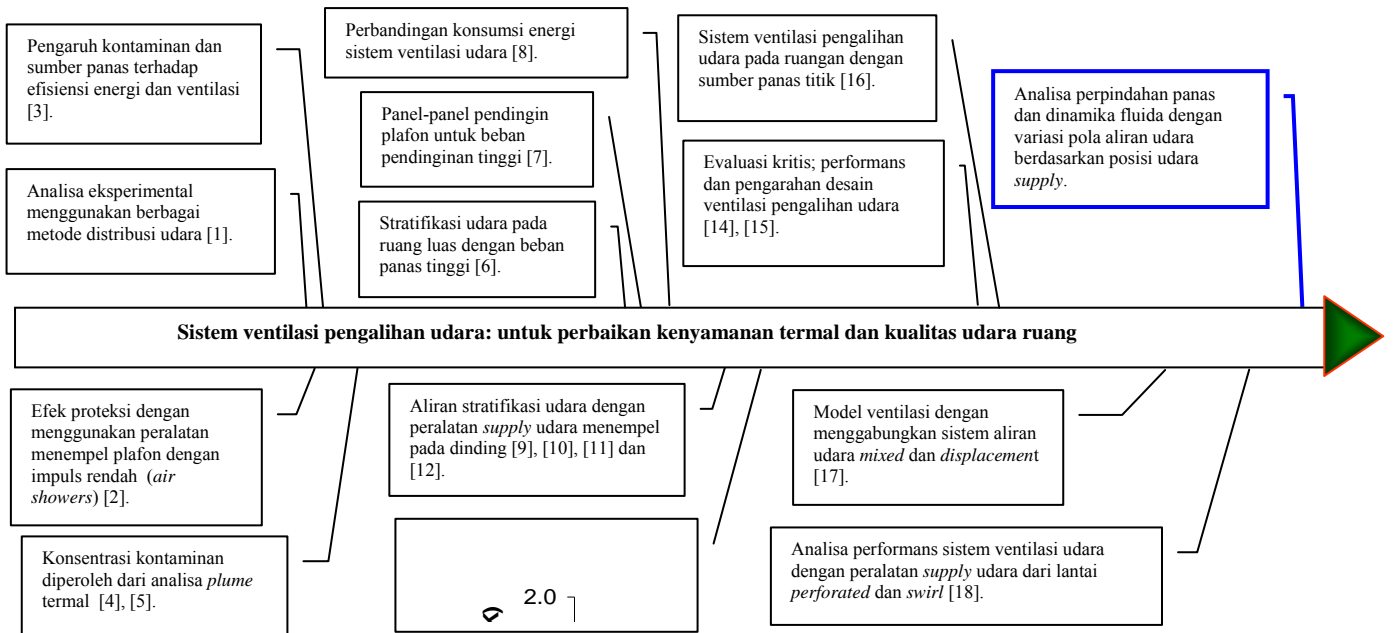 Pengaruh kontaminan dan
sumber panas terhadap
efisiensi energi dan ventilasi
[3].
Perbandingan konsumsi energi
sistem ventilasi udara [8].
Sistem ventilasi pengalihan
udara pada ruangan dengan
sumber panas titik [16].
Analisa perpindahan panas
dan dinamika fluida dengan
variasi pola aliran udara
berdasarkan posisi udara
supply.
Panel-panel pendingin
plafon untuk beban
pendinginan tinggi [7].
Evaluasi kritis; performans
dan pengarahan desain
ventilasi pengalihan udara
[14], [15].
Analisa eksperimental
menggunakan berbagai
metode distribusi udara [1].
Stratifikasi udara pada
ruang luas dengan beban
panas tinggi [6].
Sistem ventilasi pengalihan udara: untuk perbaikan kenyamanan termal dan kualitas udara ruang
Efek proteksi dengan
menggunakan peralatan
menempel plafon dengan
impuls rendah (air
showers) [2].
Aliran stratifikasi udara dengan
peralatan supply udara menempel
pada dinding [9], [10], [11] dan
[12].
Model ventilasi dengan
menggabungkan sistem aliran
udara mixed dan displacement
[17].
Konsentrasi kontaminan
diperoleh dari analisa plume
termal [4], [5].
2.0
Analisa performans sistem ventilasi udara
dengan peralatan supply udara dari lantai
perforated dan swirl [18].